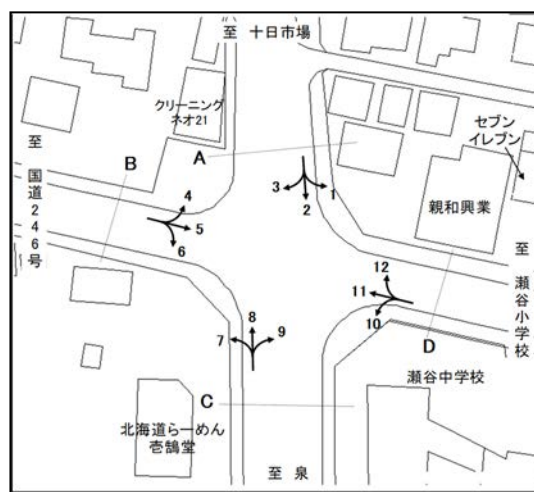 至 十日市場
クリーニング
ネオ21
A
B
至
国道246号
セブン
イレブン
親和興業
至
瀬谷小学校
4
5
6
3
2
1
12
11
10
D
8
7
9
C
瀬谷中学校
北海道らーめん
壱鵠堂
至 泉